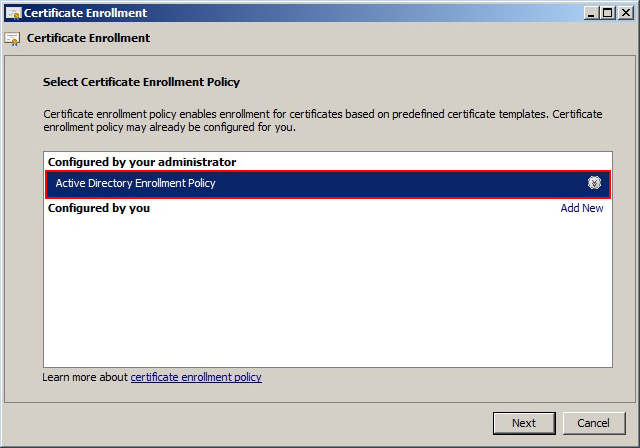 Certificate Enrollment
Certificate Enrollment
Select Certificate Enrollment Policy
Certificate enrollment policy enables enrollment for certificates based on predefined certificate templates. Certificate
enrollment policy may already be configured for you.
Configured by your administrator
Active Directory Enrollment Policy
Configured by you Add New
Learn more about certificate enrollment policy
Next Cancel